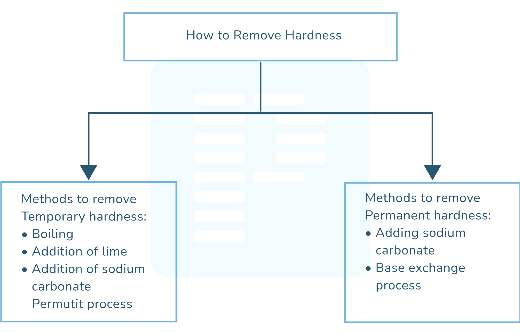 How to Remove Hardness
Methods to remove
Temporary hardness:
• Boiling
• Addition of lime
• Addition of sodium
carbonate
Permutit process
Methods to remove
Permanent hardness:
• Adding sodium
carbonate
• Base exchange
process